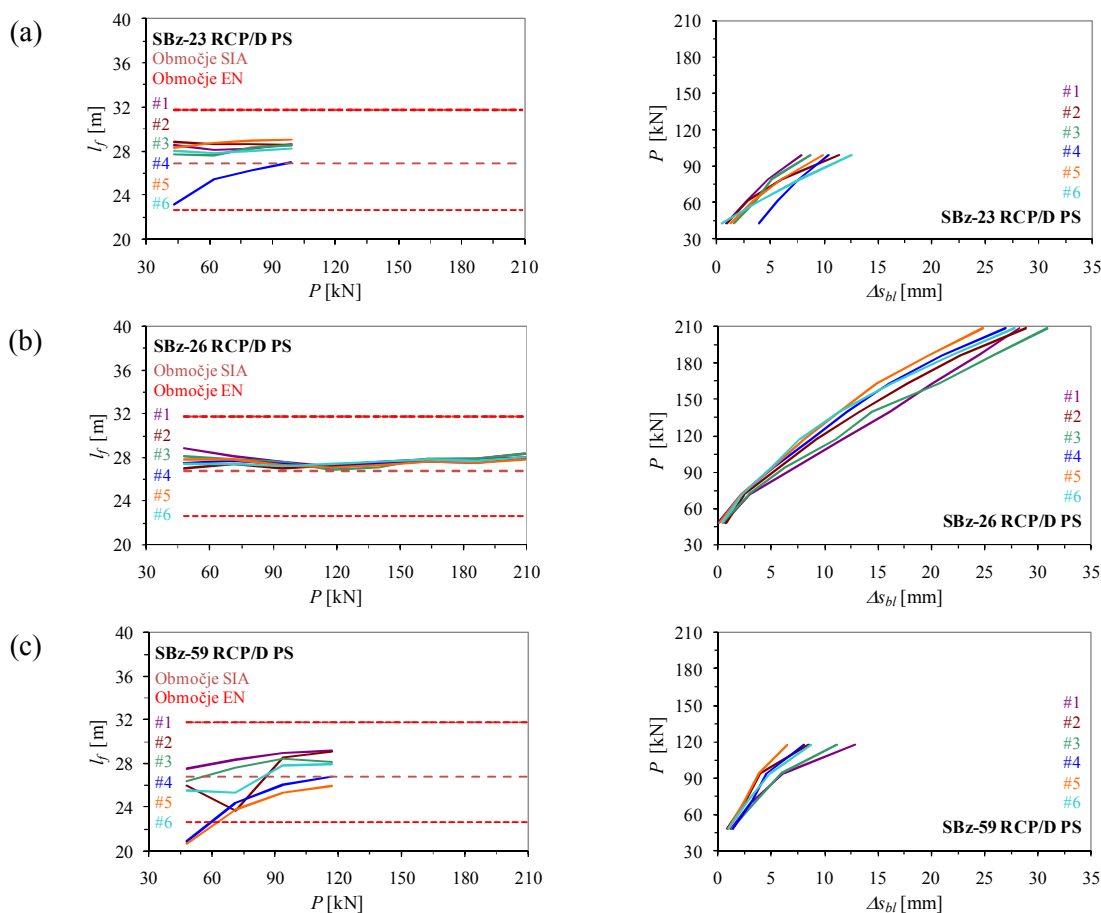 (a)
40
36
32
28
24
20
l_f [m]
SBz-23 RCP/D PS
Območje SIA
Območje EN
#1
#2
#3
#4
#5
#6
30 60 90 120 150 180 210
P [kN]
210
180
150
120
90
60
30
P [kN]
#1
#2
#3
#4
#5
#6
SBz-23 RCP/D PS
0 5 10 15 20 25 30 35
Δs_bl [mm]
(b)
40
36
32
28
24
20
l_f [m]
SBz-26 RCP/D PS
Območje SIA
Območje EN
#1
#2
#3
#4
#5
#6
30 60 90 120 150 180 210
P [kN]
210
180
150
120
90
60
30
P [kN]
#1
#2
#3
#4
#5
#6
SBz-26 RCP/D PS
0 5 10 15 20 25 30 35
Δs_bl [mm]
(c)
40
36
32
28
24
20
l_f [m]
SBz-59 RCP/D PS
Območje SIA
Območje EN
#1
#2
#3
#4
#5
#6
30 60 90 120 150 180 210
P [kN]
210
180
150
120
90
60
30
P [kN]
#1
#2
#3
#4
#5
#6
SBz-59 RCP/D PS
0 5 10 15 20 25 30 35
Δs_bl [mm]